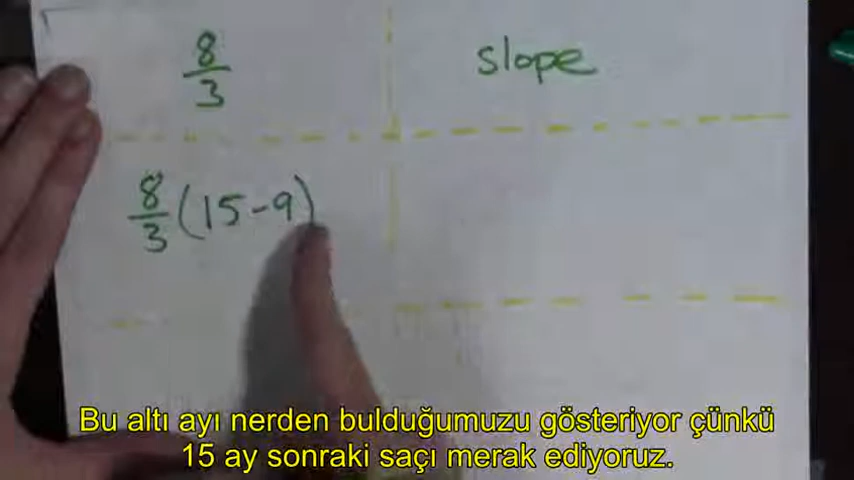 8/3
slope
8/3(15-9)
Bu altı ayı nerden bulduğumuzu gösteriyor çünkü
15 ay sonraki saçı merak ediyoruz.